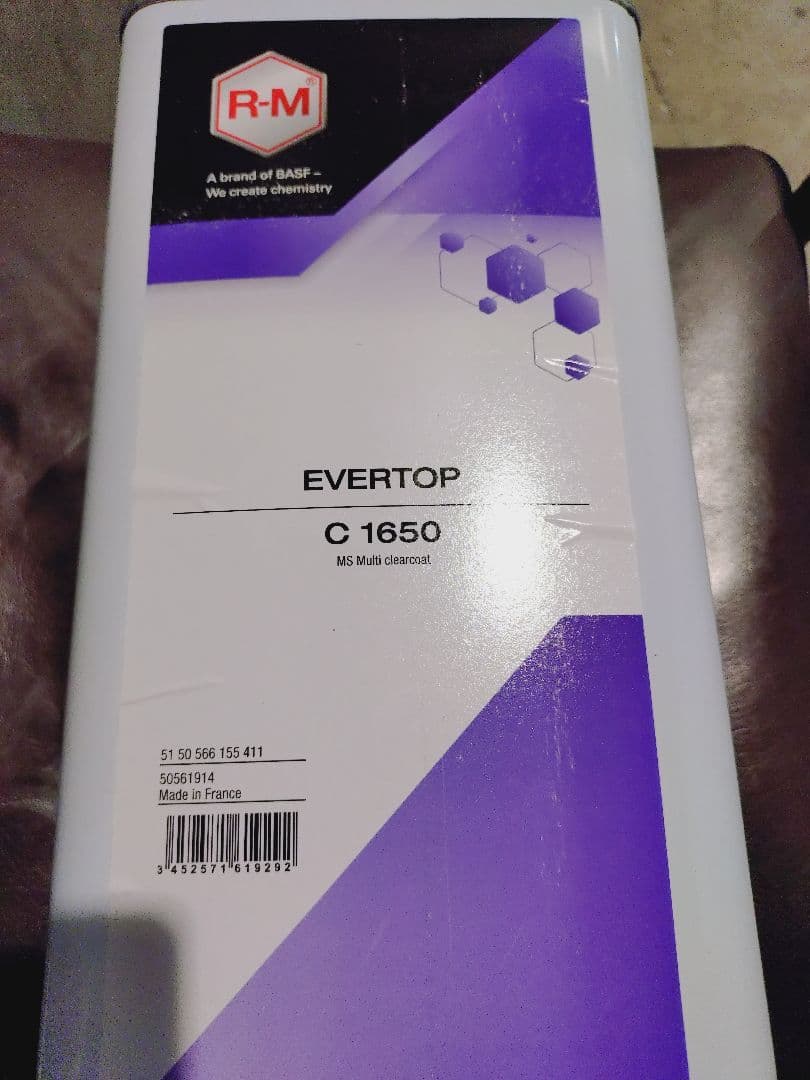 R-M®
A brand of BASF –
We create chemistry
EVERTOP
C 1650
MS Multi clearcoat
51 50 566 155 411
50561914
Made in France
3 452571 619292